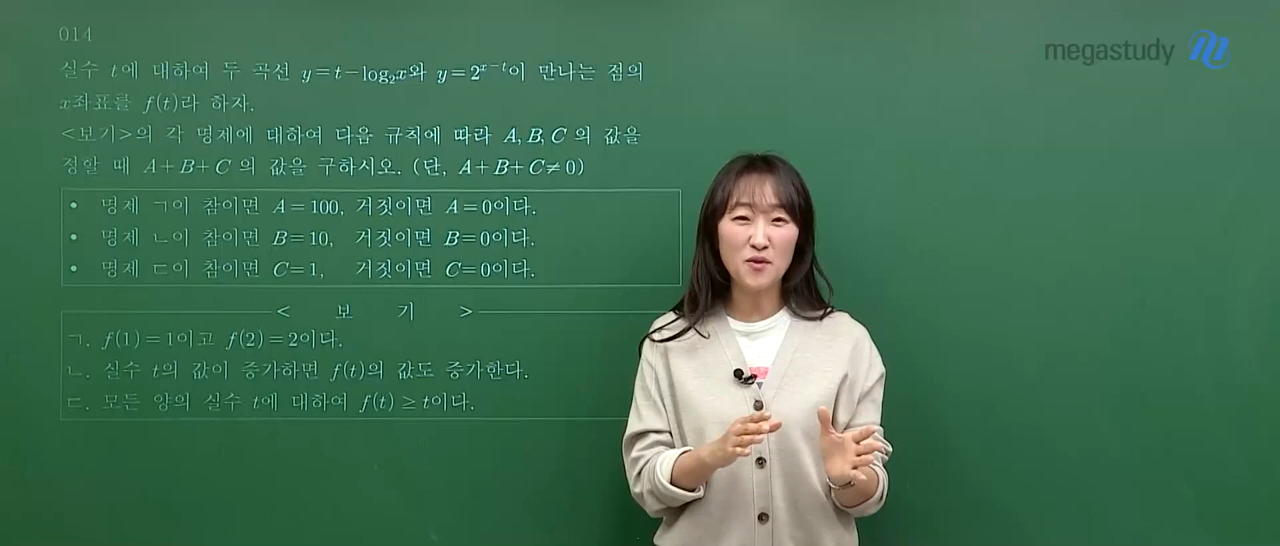 014
megastudy
실수 t에 대하여 두 곡선 y=t-log₂x와 y=2^{x-t}이 만나는 점의
x좌표를 f(t)라 하자.
<보기>의 각 명제에 대하여 다음 규칙에 따라 A, B, C 의 값을
정할 때 A+B+C 의 값을 구하시오. (단, A+B+C≠0)
• 명제 ㄱ이 참이면 A=100, 거짓이면 A=0이다.
• 명제 ㄴ이 참이면 B=10, 거짓이면 B=0이다.
• 명제 ㄷ이 참이면 C=1, 거짓이면 C=0이다.
< 보 기 >
ㄱ. f(1)=1이고 f(2)=2이다.
ㄴ. 실수 t의 값이 증가하면 f(t)의 값도 증가한다.
ㄷ. 모든 양의 실수 t에 대하여 f(t)≥t이다.